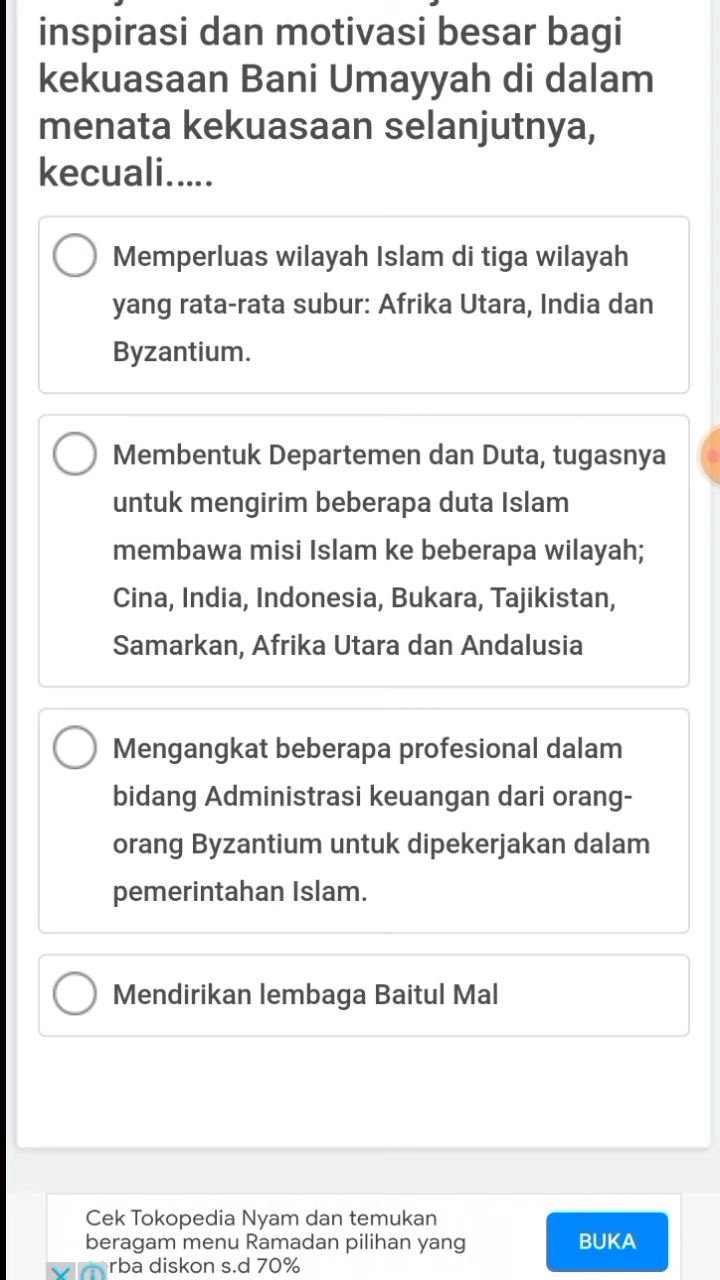 inspirasi dan motivasi besar bagi
kekuasaan Bani Umayyah di dalam
menata kekuasaan selanjutnya,
kecuali.....
Memperluas wilayah Islam di tiga wilayah
yang rata-rata subur: Afrika Utara, India dan
Byzantium.
Membentuk Departemen dan Duta, tugasnya
untuk mengirim beberapa duta Islam
membawa misi Islam ke beberapa wilayah;
Cina, India, Indonesia, Bukara, Tajikistan,
Samarkan, Afrika Utara dan Andalusia
Mengangkat beberapa profesional dalam
bidang Administrasi keuangan dari orang-
orang Byzantium untuk dipekerjakan dalam
pemerintahan Islam.
Mendirikan lembaga Baitul Mal
Cek Tokopedia Nyam dan temukan
beragam menu Ramadan pilihan yang
diskon s.d 70%
BUKA